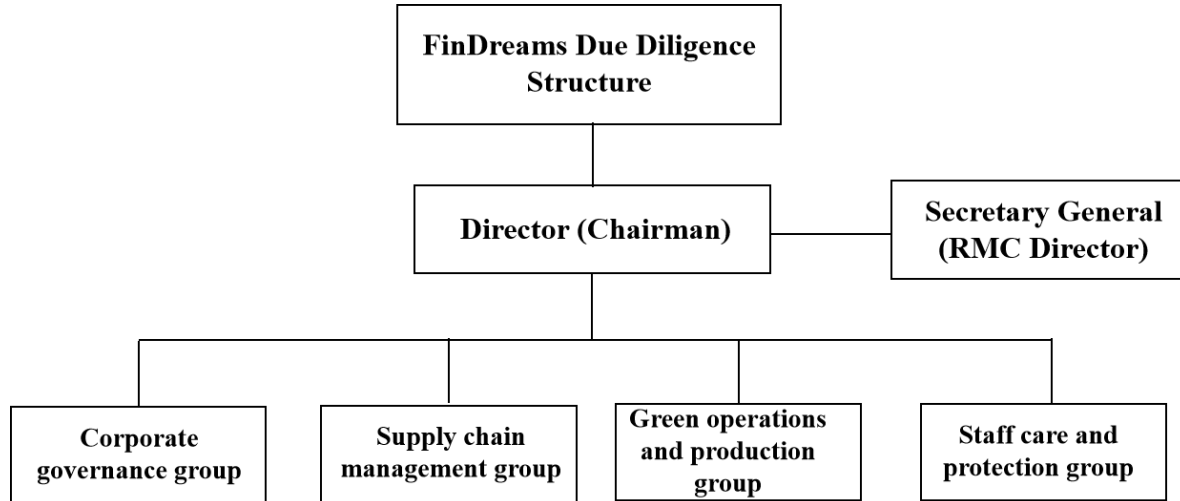 FinDreams Due Diligence
Structure
Director (Chairman)
Secretary General
(RMC Director)
Corporate
governance group
Supply chain
management group
Green operations
and production
group
Staff care and
protection group